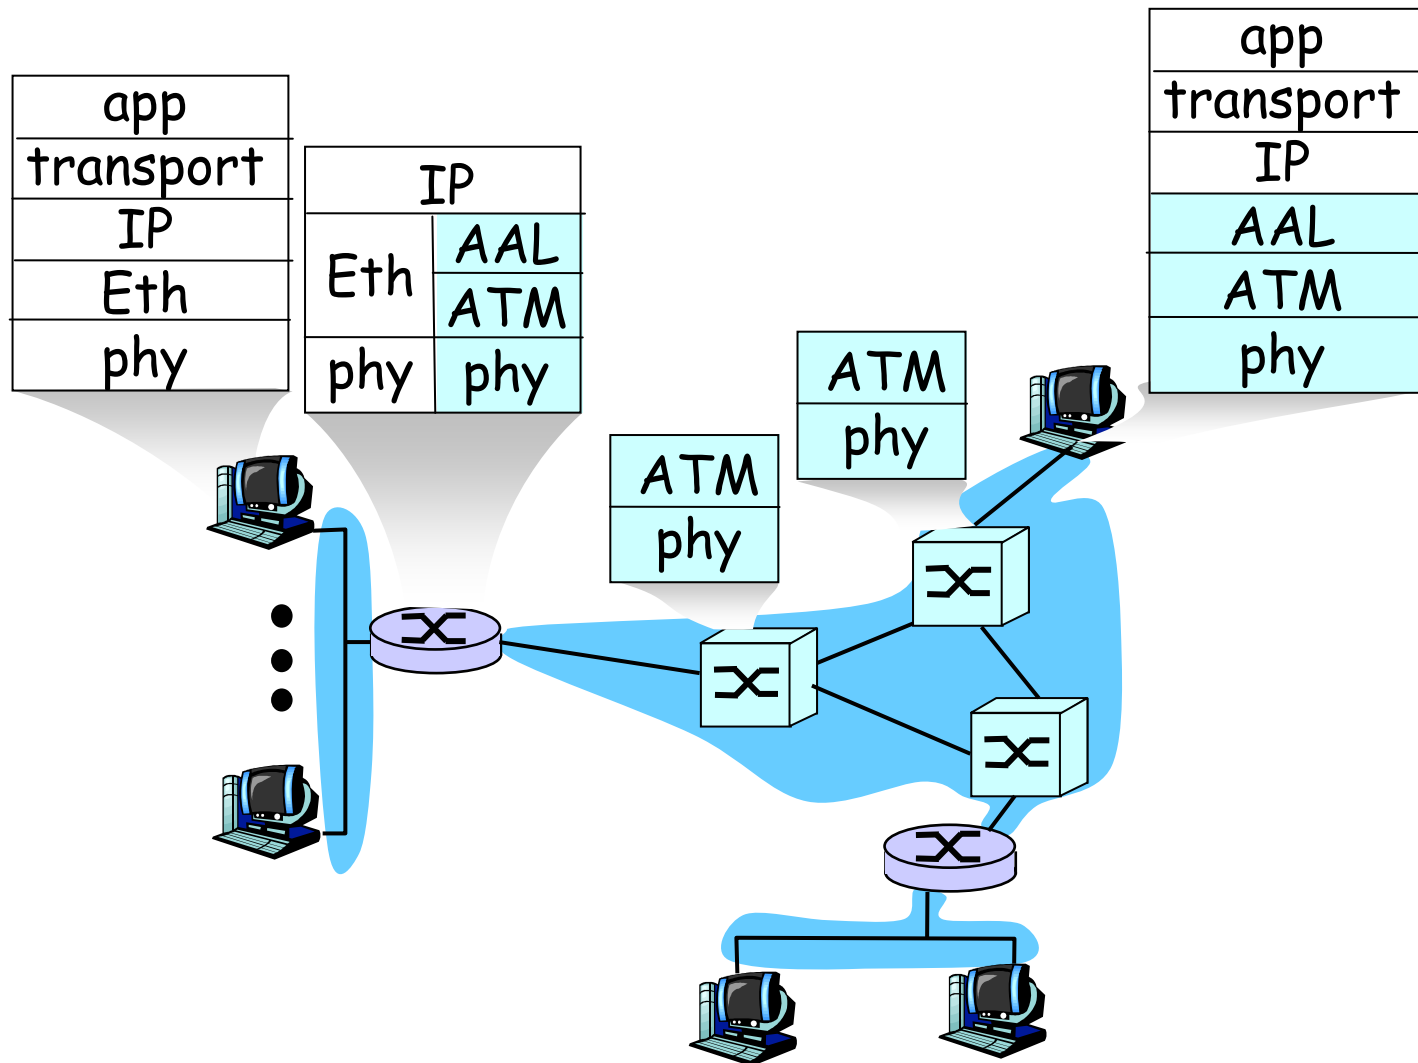 app
transport
IP
Eth
phy
IP
Eth
phy
AAL
ATM
phy
ATM
phy
ATM
phy
app
transport
IP
AAL
ATM
phy